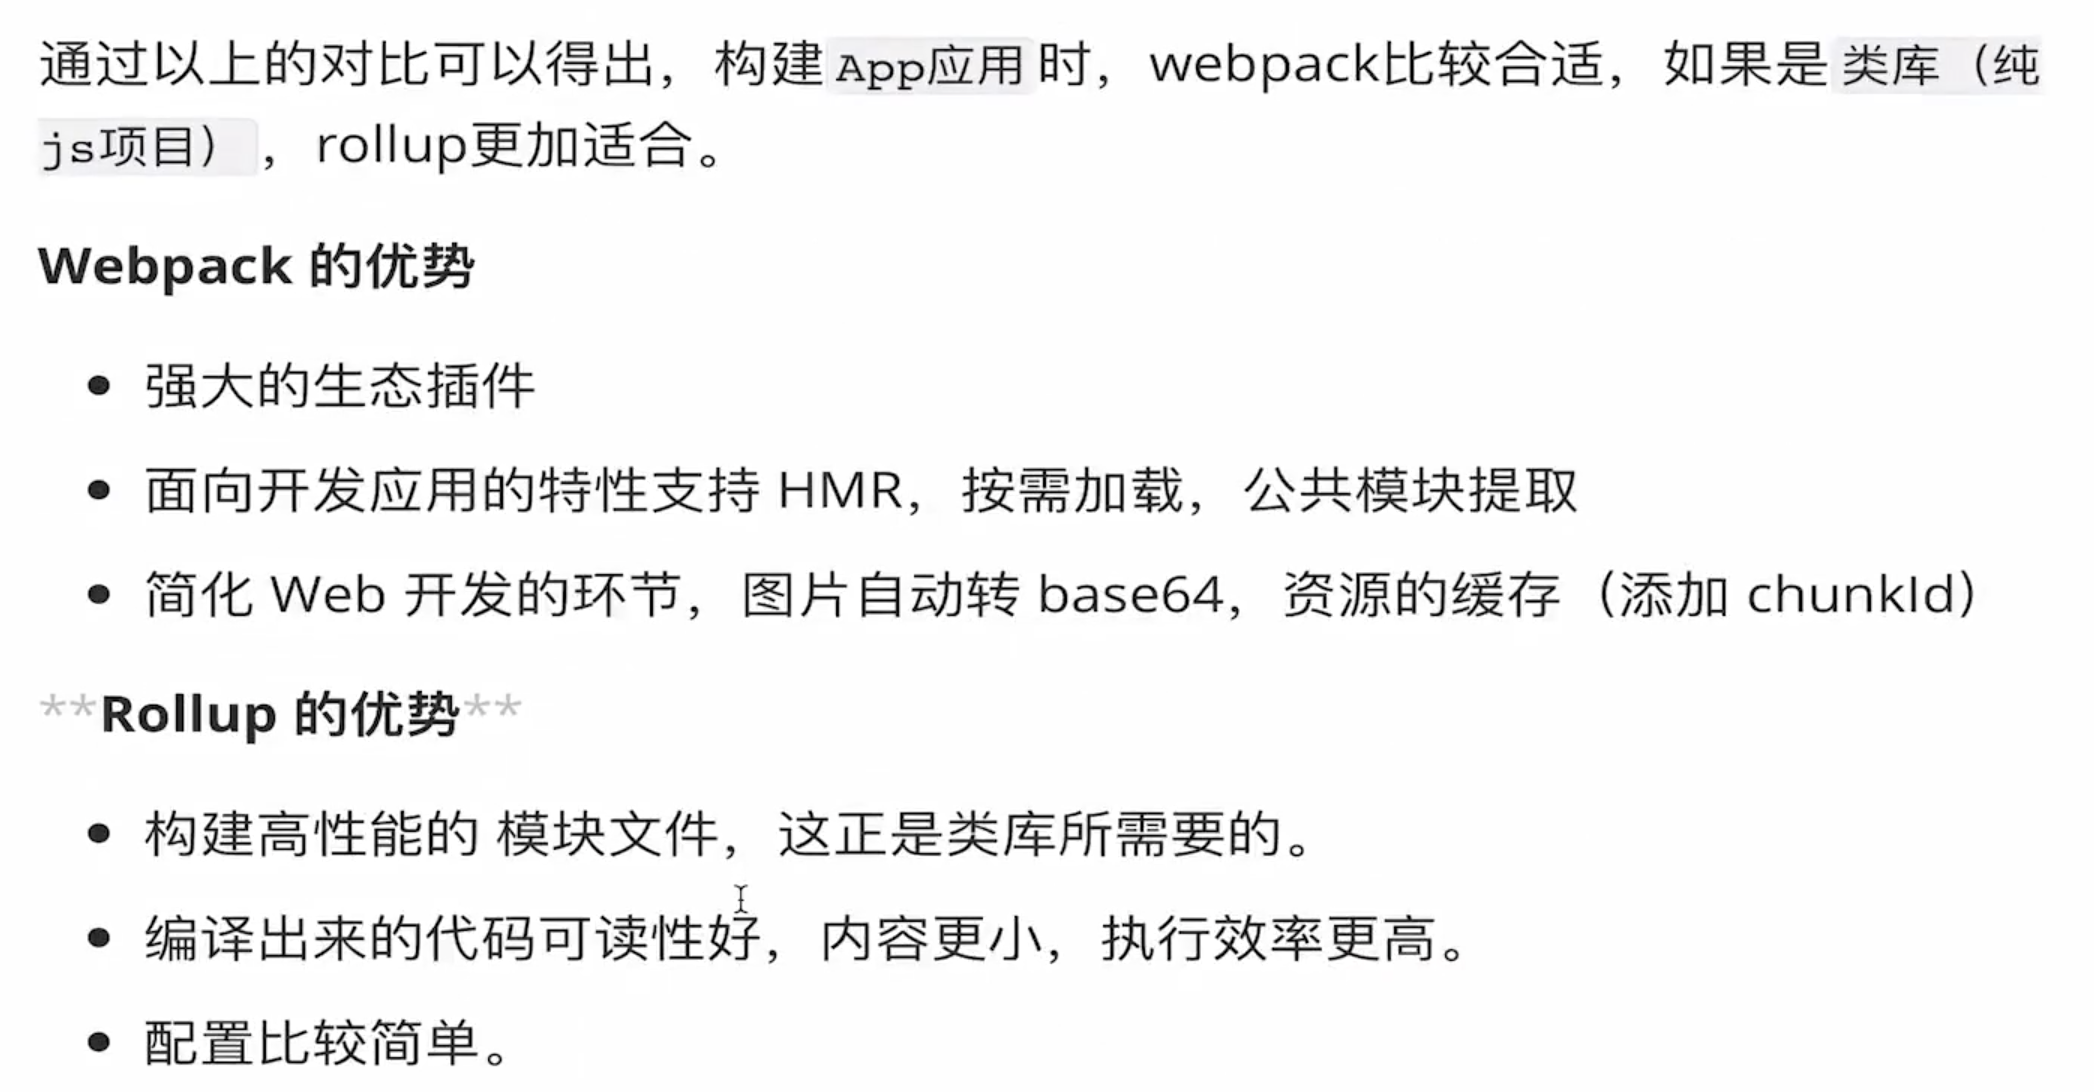 通过以上的对比可以得出，构建App应用时，webpack比较合适，如果是类库（纯
js项目），rollup更加适合。
Webpack 的优势
• 强大的生态插件
• 面向开发应用的特性支持 HMR，按需加载，公共模块提取
• 简化 Web 开发的环节，图片自动转 base64，资源的缓存（添加 chunkId）
**Rollup 的优势**
• 构建高性能的 模块文件，这正是类库所需要的。
• 编译出来的代码可读性好，内容更小，执行效率更高。
• 配置比较简单。